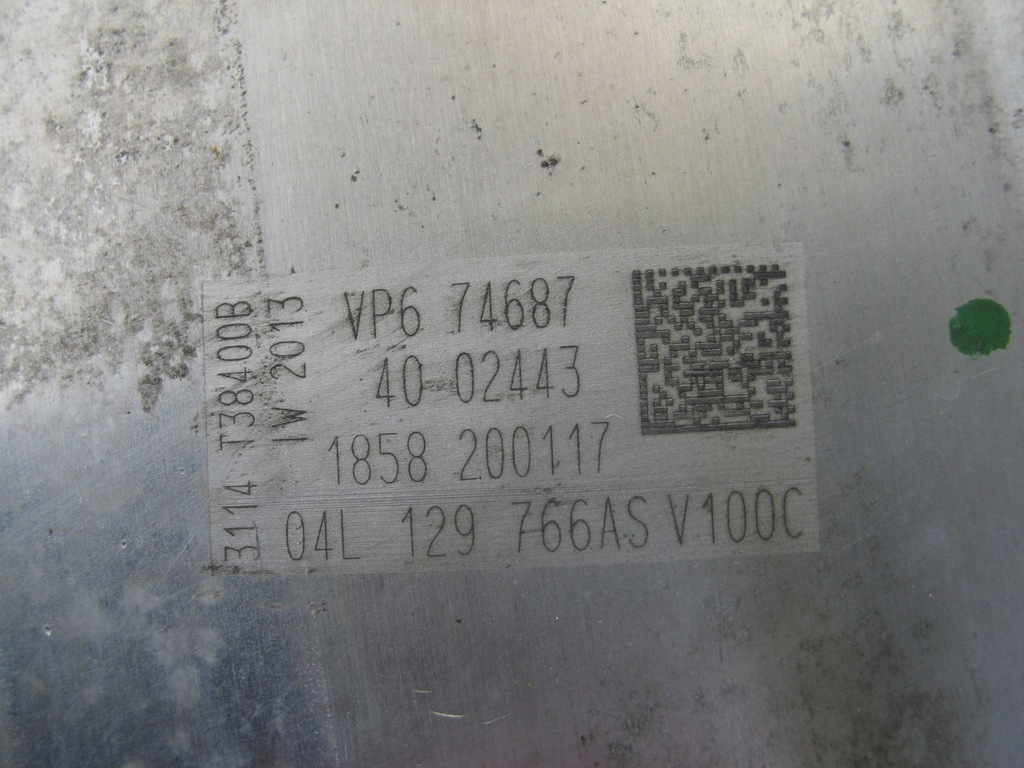 VP6 74687
40-02443
1858 200117
04L 129 766AS V100C
3114 T38400B
IW 2013